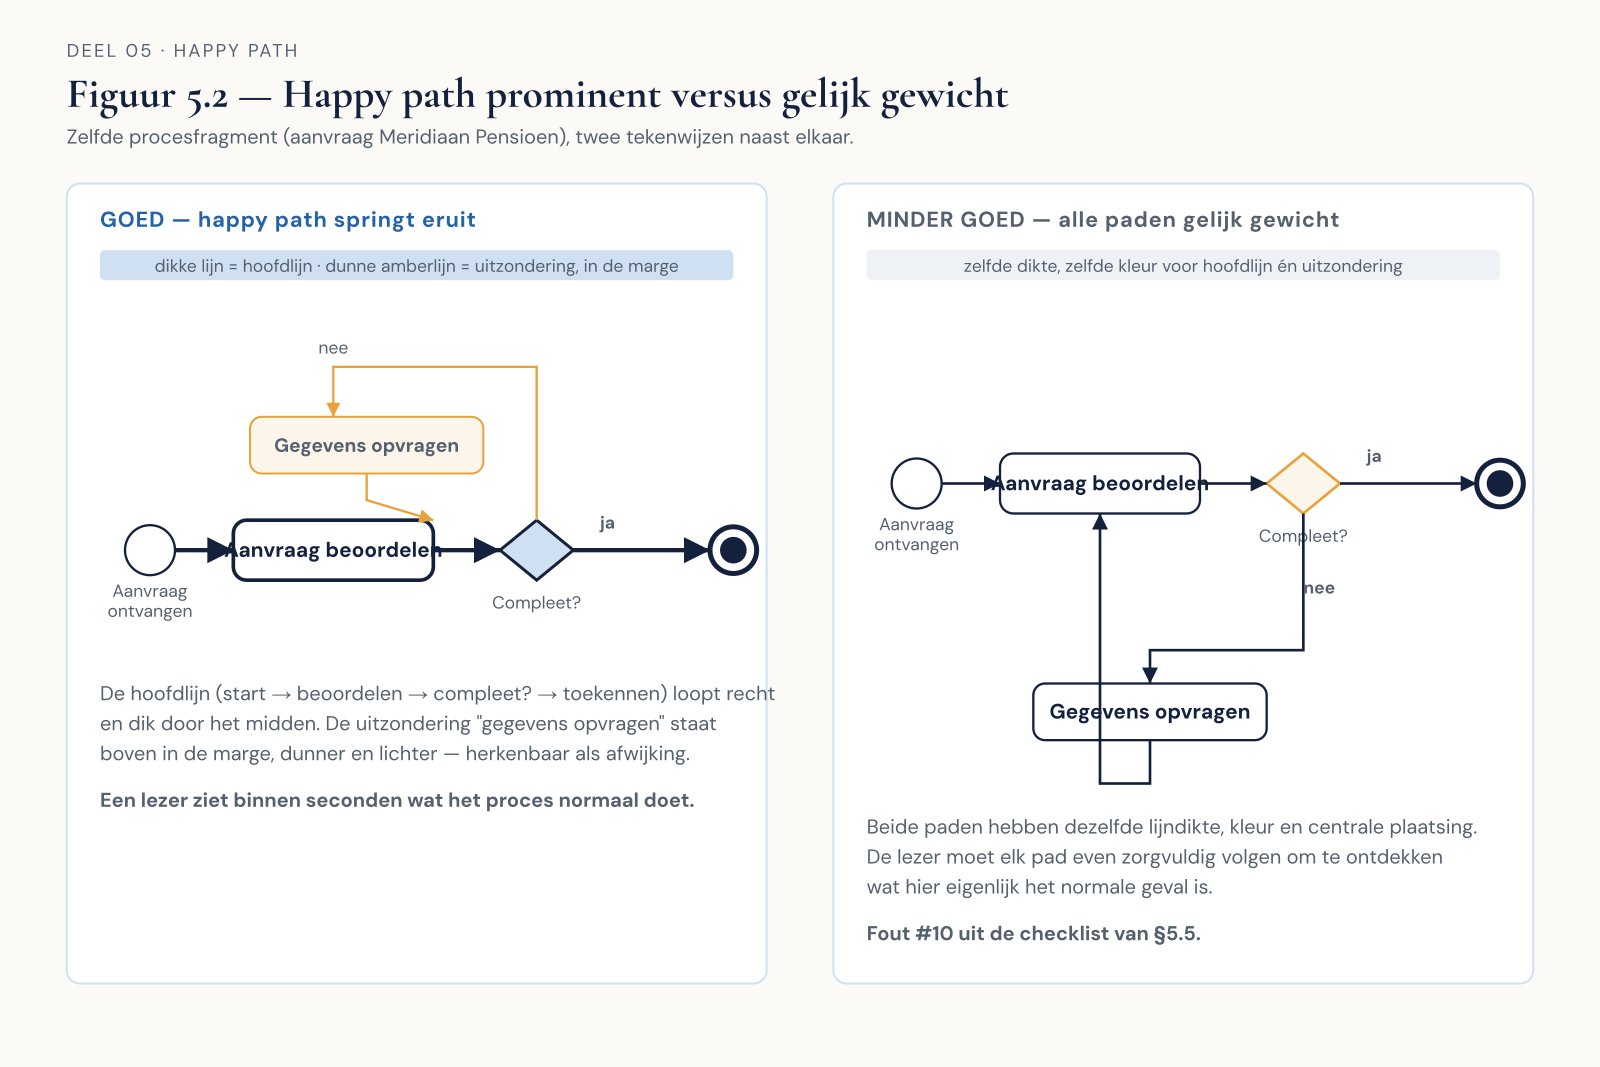 DEEL 05 · HAPPY PATH
Figuur 5.2 — Happy path prominent versus gelijk gewicht
Zelfde procesfragment (aanvraag Meridiaan Pensioen), twee tekenwijzen naast elkaar.
GOED — happy path springt eruit
dikke lijn = hoofdlijn · dunne amberlijn = uitzondering, in de marge
nee
Gegevens opvragen
ja
Aanvraag beoordelen
Aanvraag
ontvangen
Compleet?
De hoofdlijn (start → beoordelen → compleet? → toekennen) loopt recht
en dik door het midden. De uitzondering "gegevens opvragen" staat
boven in de marge, dunner en lichter — herkenbaar als afwijking.
Een lezer ziet binnen seconden wat het proces normaal doet.
MINDER GOED — alle paden gelijk gewicht
zelfde dikte, zelfde kleur voor hoofdlijn én uitzondering
ja
Aanvraag beoordelen
Aanvraag
ontvangen
Compleet?
nee
Gegevens opvragen
Beide paden hebben dezelfde lijndikte, kleur en centrale plaatsing.
De lezer moet elk pad even zorgvuldig volgen om te ontdekken
wat hier eigenlijk het normale geval is.
Fout #10 uit de checklist van §5.5.